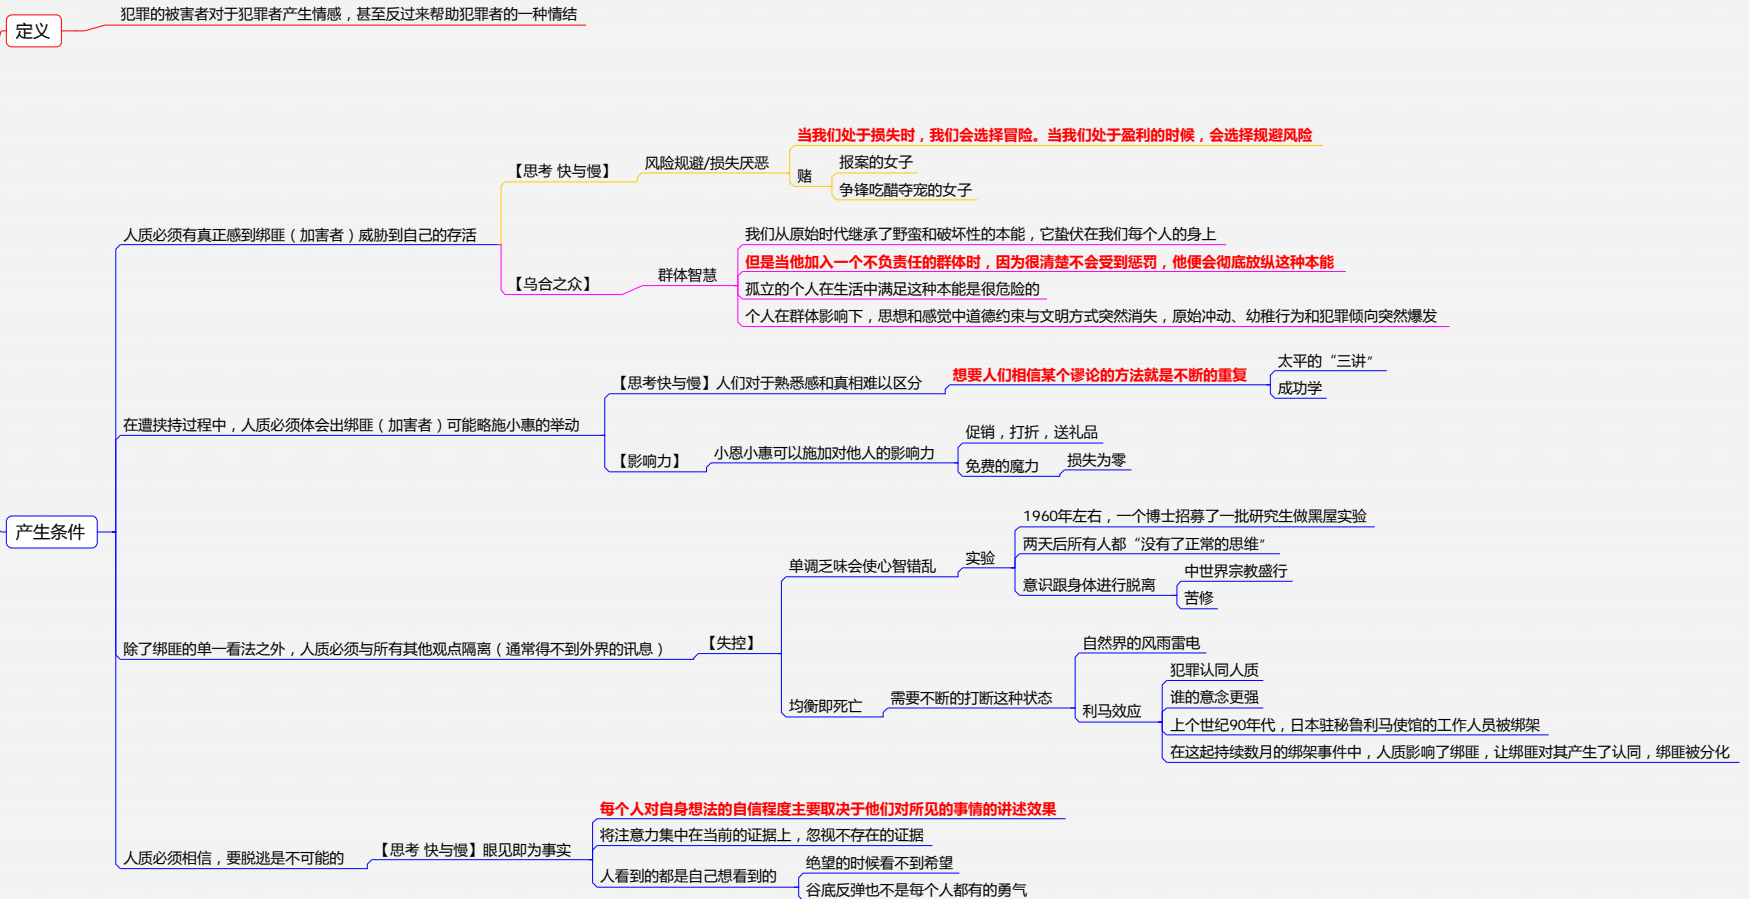 定义
犯罪的被害者对于犯罪者产生情感，甚至反过来帮助犯罪者的一种情结
产生条件
人质必须有真正感到绑匪（加害者）威胁到自己的存活
【思考 快与慢】
风险规避/损失厌恶
当我们处于损失时，我们会选择冒险。当我们处于盈利的时候，会选择规避风险
赌
报案的女子
争锋吃醋夺宠的女子
【乌合之众】
群体智慧
我们从原始时代继承了野蛮和破坏性的本能，它蛰伏在我们每个人的身上
但是当他加入一个不负责任的群体时，因为很清楚不会受到惩罚，他便会彻底放纵这种本能
孤立的个人在生活中满足这种本能是很危险的
个人在群体影响下，思想和感觉中道德约束与文明方式突然消失，原始冲动、幼稚行为和犯罪倾向突然爆发
在遭挟持过程中，人质必须体会出绑匪（加害者）可能略施小惠的举动
【思考快与慢】人们对于熟悉感和真相难以区分
想要人们相信某个谬论的方法就是不断的重复
太平的“三讲”
成功学
【影响力】
小恩小惠可以施加对他人的影响力
促销，打折，送礼品
免费的魔力
损失为零
除了绑匪的单一看法之外，人质必须与所有其他观点隔离（通常得不到外界的讯息）
【失控】
单调乏味会使心智错乱
实验
1960年左右，一个博士招募了一批研究生做黑屋实验
两天后所有人都“没有了正常的思维”
意识跟身体进行脱离
中世界宗教盛行
苦修
均衡即死亡
需要不断的打断这种状态
自然界的风雨雷电
利马效应
犯罪认同人质
谁的意念更强
上个世纪90年代，日本驻秘鲁利马使馆的工作人员被绑架
在这起持续数月的绑架事件中，人质影响了绑匪，让绑匪对其产生了认同，绑匪被分化
人质必须相信，要脱逃是不可能的
【思考 快与慢】眼见即为事实
每个人对自身想法的自信程度主要取决于他们对所见的事情的讲述效果
将注意力集中在当前的证据上，忽视不存在的证据
人看到的都是自己想看到的
绝望的时候看不到希望
谷底反弹也不是每个人都有的勇气